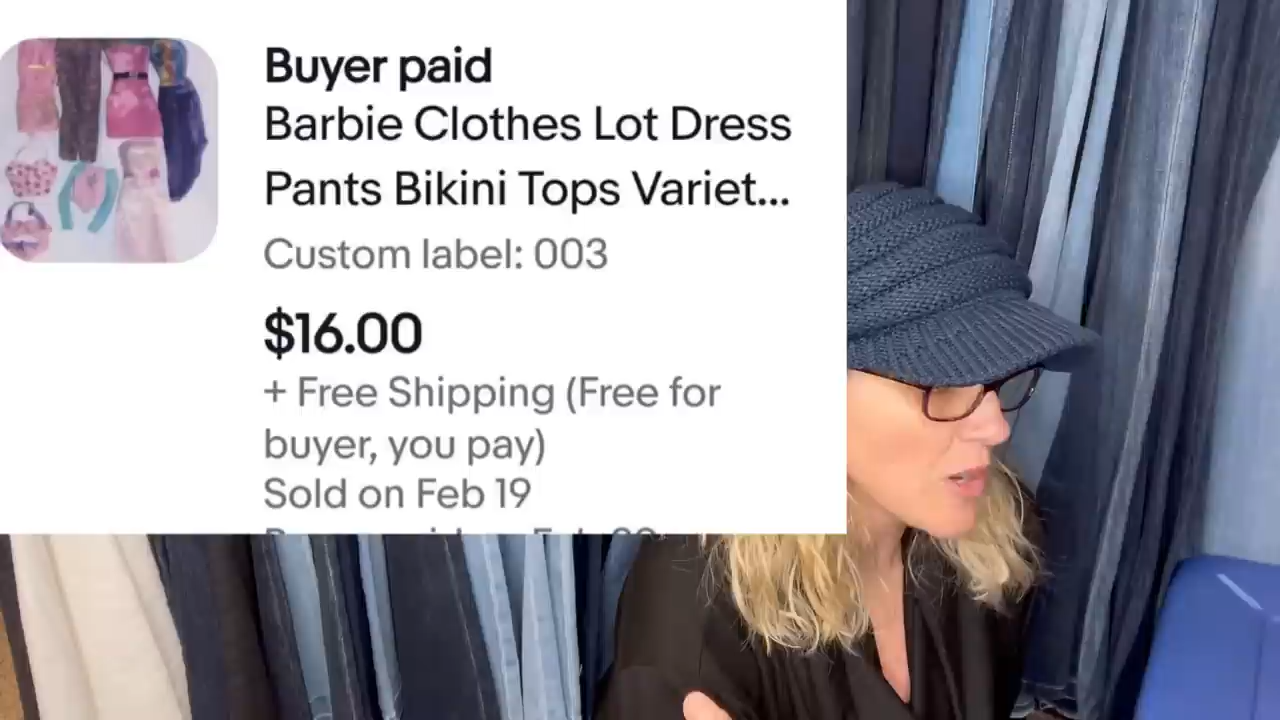 Buyer paid
Barbie Clothes Lot Dress
Pants Bikini Tops Variet...
Custom label: 003
$16.00
+ Free Shipping (Free for
buyer, you pay)
Sold on Feb 19